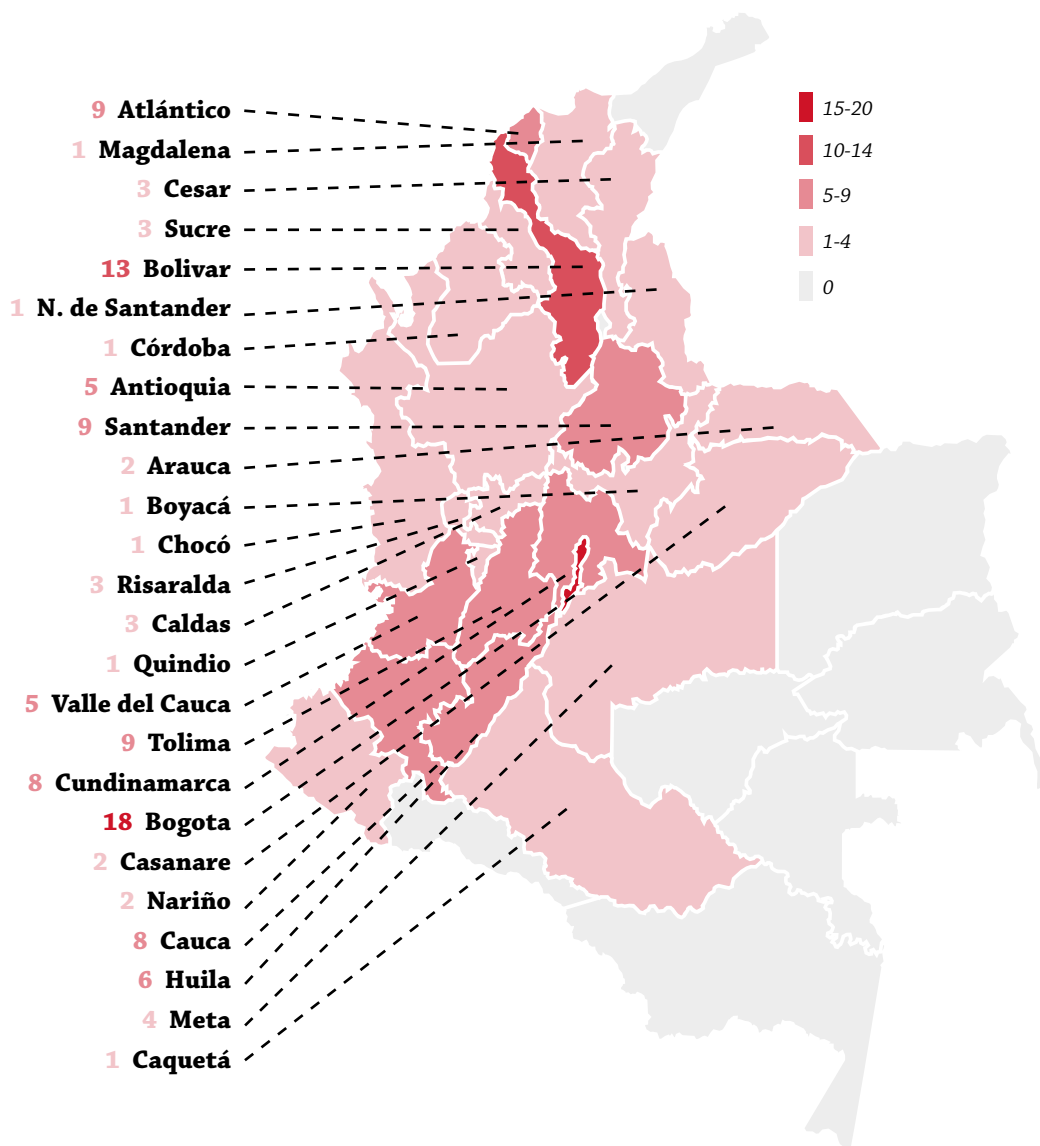 9 Atlántico
1 Magdalena
3 Cesar
3 Sucre
13 Bolivar
1 N. de Santander
1 Córdoba
5 Antioquia
9 Santander
2 Arauca
1 Boyacá
1 Chocó
3 Risaralda
3 Caldas
1 Quindio
5 Valle del Cauca
9 Tolima
8 Cundinamarca
18 Bogota
2 Casanare
2 Nariño
8 Cauca
6 Huila
4 Meta
1 Caquetá
15-20
10-14
5-9
1-4
0